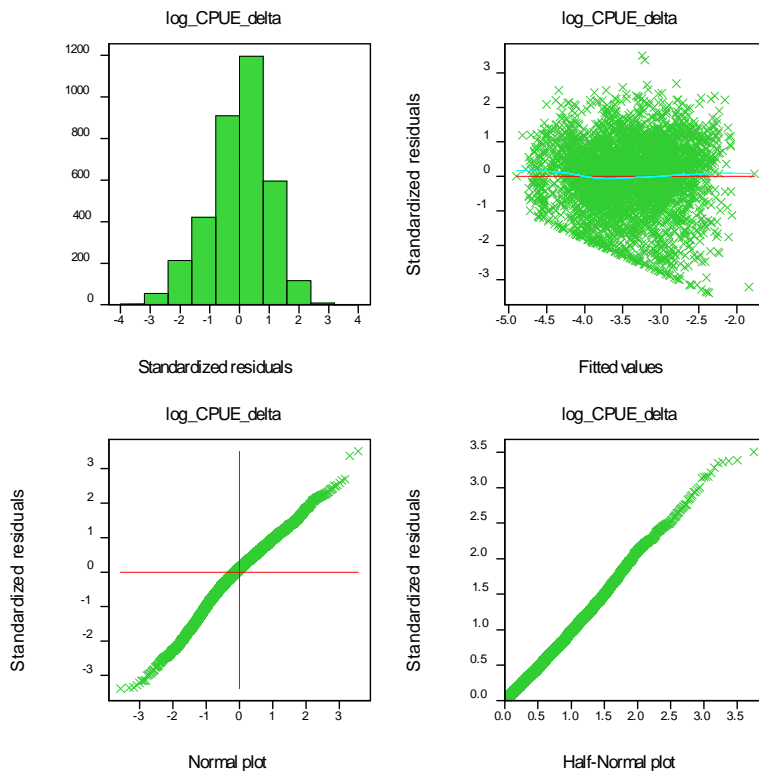 log_CPUE_delta
1200
1000
800
600
400
200
0
-4 -3 -2 -1 0 1 2 3 4
Standardized residuals
log_CPUE_delta
Standardized residuals
3
2
1
0
-1
-2
-3
-5.0 -4.5 -4.0 -3.5 -3.0 -2.5 -2.0
Fitted values
log_CPUE_delta
Standardized residuals
3
2
1
0
-1
-2
-3
-3 -2 -1 0 1 2 3
Normal plot
log_CPUE_delta
Standardized residuals
3.5
3.0
2.5
2.0
1.5
1.0
0.5
0.0
0.0 0.5 1.0 1.5 2.0 2.5 3.0 3.5
Half-Normal plot